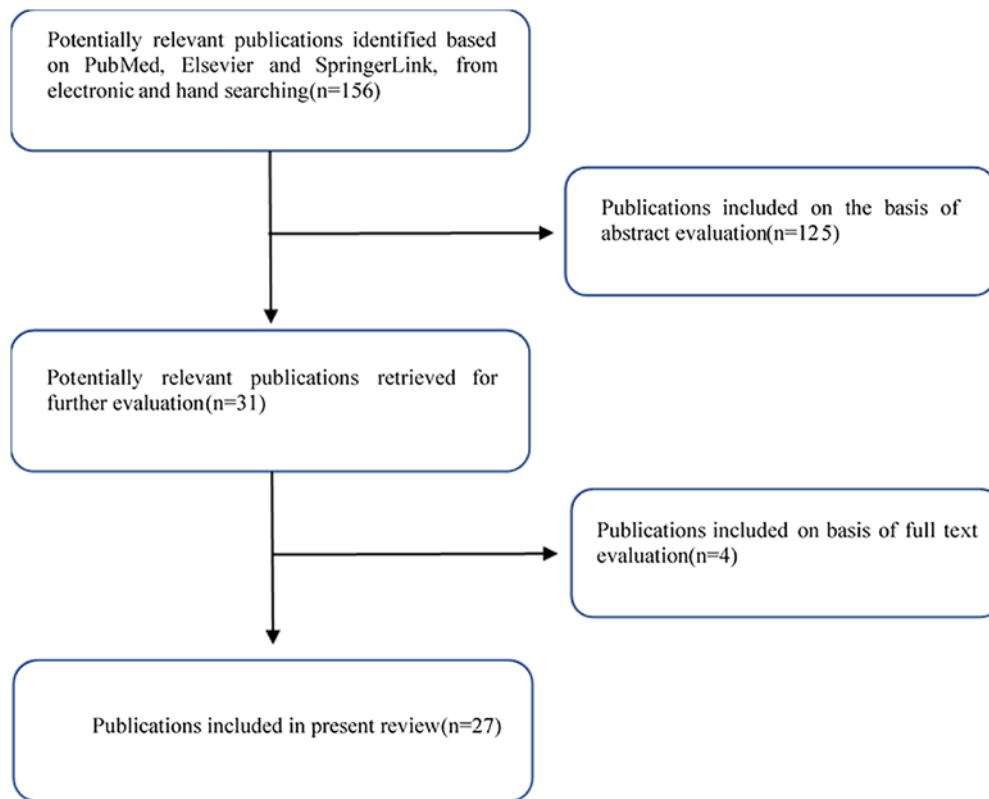 Potentially relevant publications identified based
on PubMed, Elsevier and SpringerLink, from
electronic and hand searching(n=156)
Publications included on the basis of
abstract evaluation(n=125)
Potentially relevant publications retrieved for
further evaluation(n=31)
Publications included on basis of full text
evaluation(n=4)
Publications included in present review(n=27)